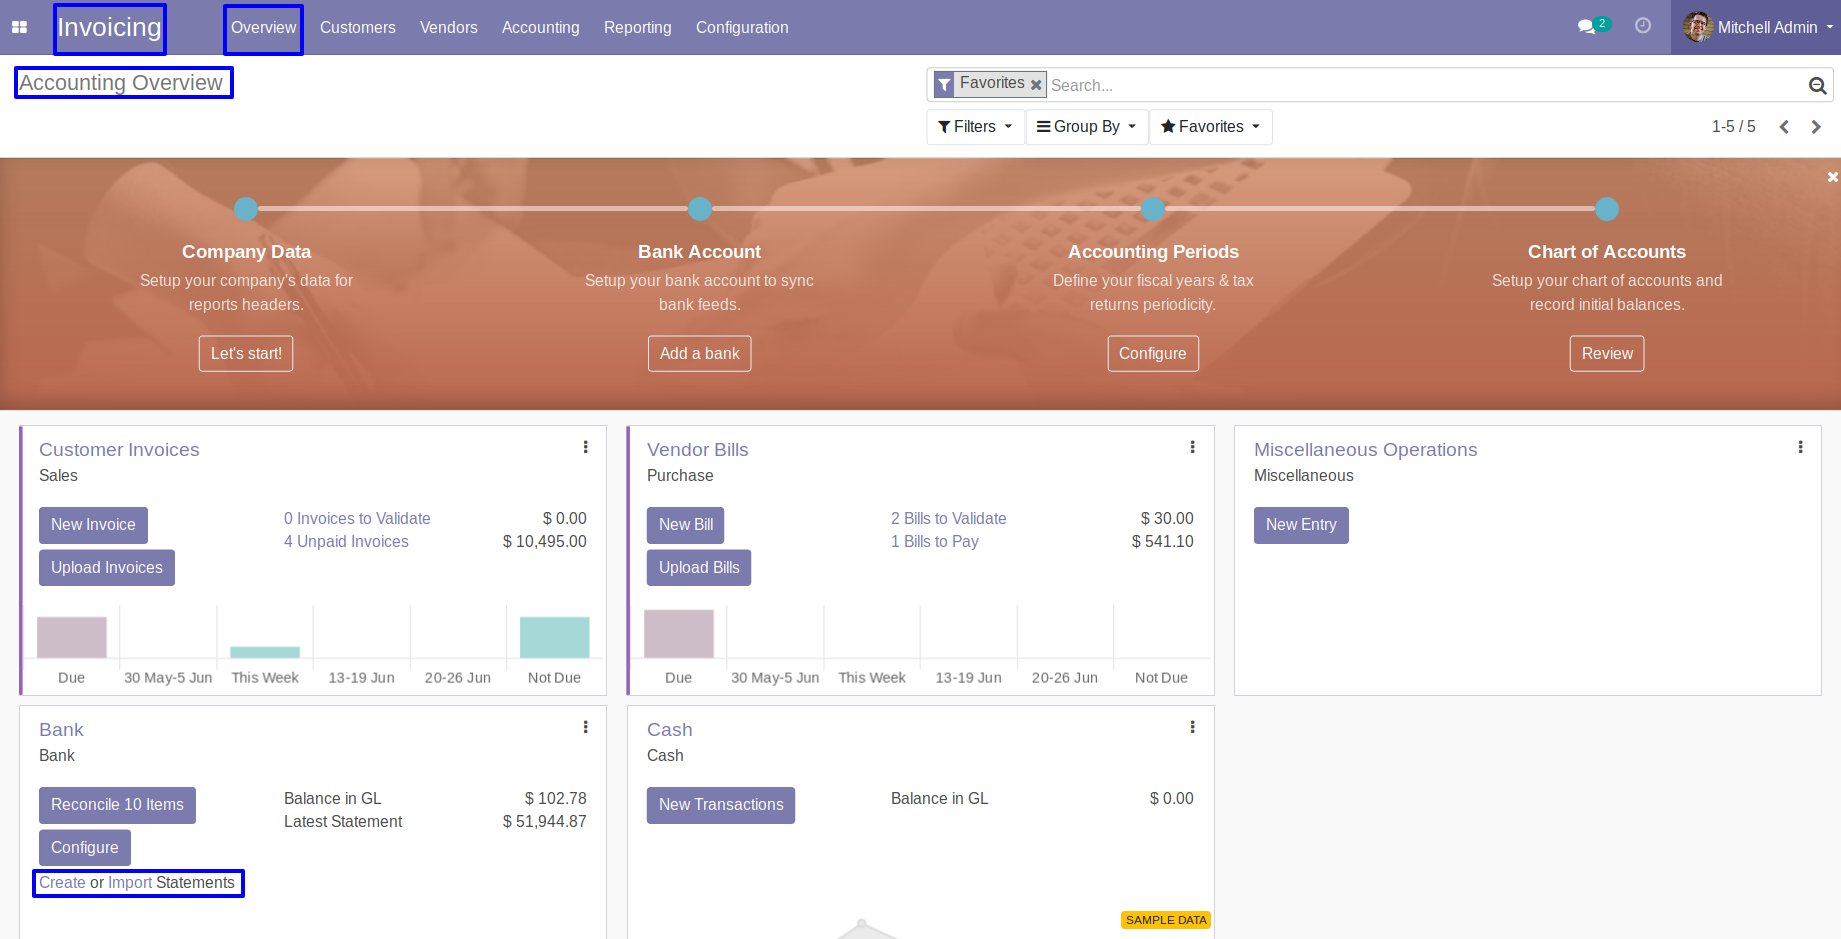 Invoicing Overview Customers Vendors Accounting Reporting Configuration 2 Mitchell Admin
Accounting Overview
Favorites Search...
Filters Group By Favorites 1-5 / 5
Company Data
Setup your company's data for
reports headers.
Let's start!
Bank Account
Setup your bank account to sync
bank feeds.
Add a bank
Accounting Periods
Define your fiscal years & tax
returns periodicity.
Configure
Chart of Accounts
Setup your chart of accounts and
record initial balances.
Review
Customer Invoices
Sales
New Invoice
Upload Invoices
0 Invoices to Validate $ 0.00
4 Unpaid Invoices $ 10,495.00
Due 30 May-5 Jun This Week 13-19 Jun 20-26 Jun Not Due
Vendor Bills
Purchase
New Bill
Upload Bills
2 Bills to Validate $ 30.00
1 Bills to Pay $ 541.10
Due 30 May-5 Jun This Week 13-19 Jun 20-26 Jun Not Due
Miscellaneous Operations
Miscellaneous
New Entry
Bank
Bank
Reconcile 10 Items
Configure
Create or Import Statements
Balance in GL $ 102.78
Latest Statement $ 51,944.87
Cash
Cash
New Transactions
Balance in GL $ 0.00
SAMPLE DATA